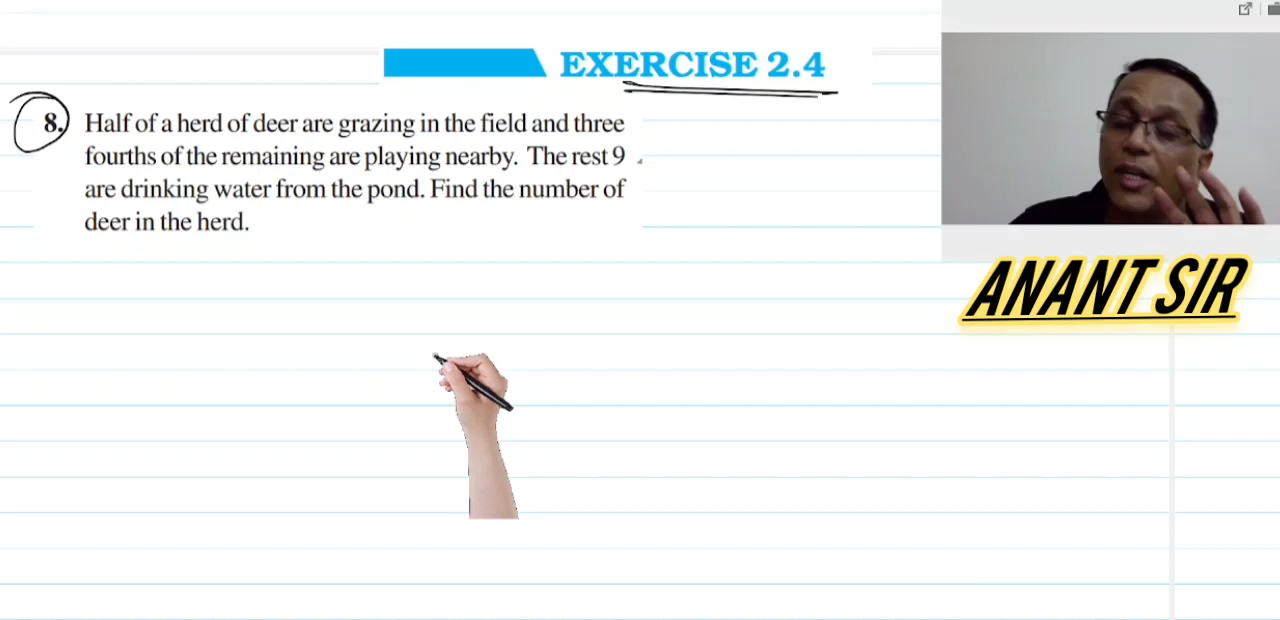 EXERCISE 2.4
8. Half of a herd of deer are grazing in the field and three
fourths of the remaining are playing nearby. The rest 9
are drinking water from the pond. Find the number of
deer in the herd.
ANANT SIR